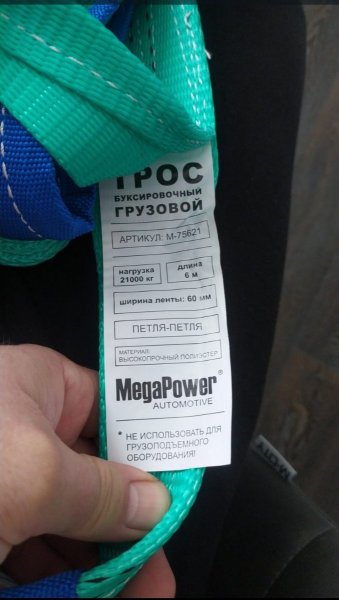 ТРОС
БУКСИРОВОЧНЫЙ
ГРУЗОВОЙ
АРТИКУЛ: М-75621
нагрузка
21000 кг
длина
6 м
ширина ленты: 60 мм
ПЕТЛЯ-ПЕТЛЯ
МАТЕРИАЛ:
ВЫСОКОПРОЧНЫЙ ПОЛИЭСТЕР
MegaPower®
AUTOMOTIVE
* НЕ ИСПОЛЬЗОВАТЬ ДЛЯ
ГРУЗОПОДЪЕМНОГО
ОБОРУДОВАНИЯ!